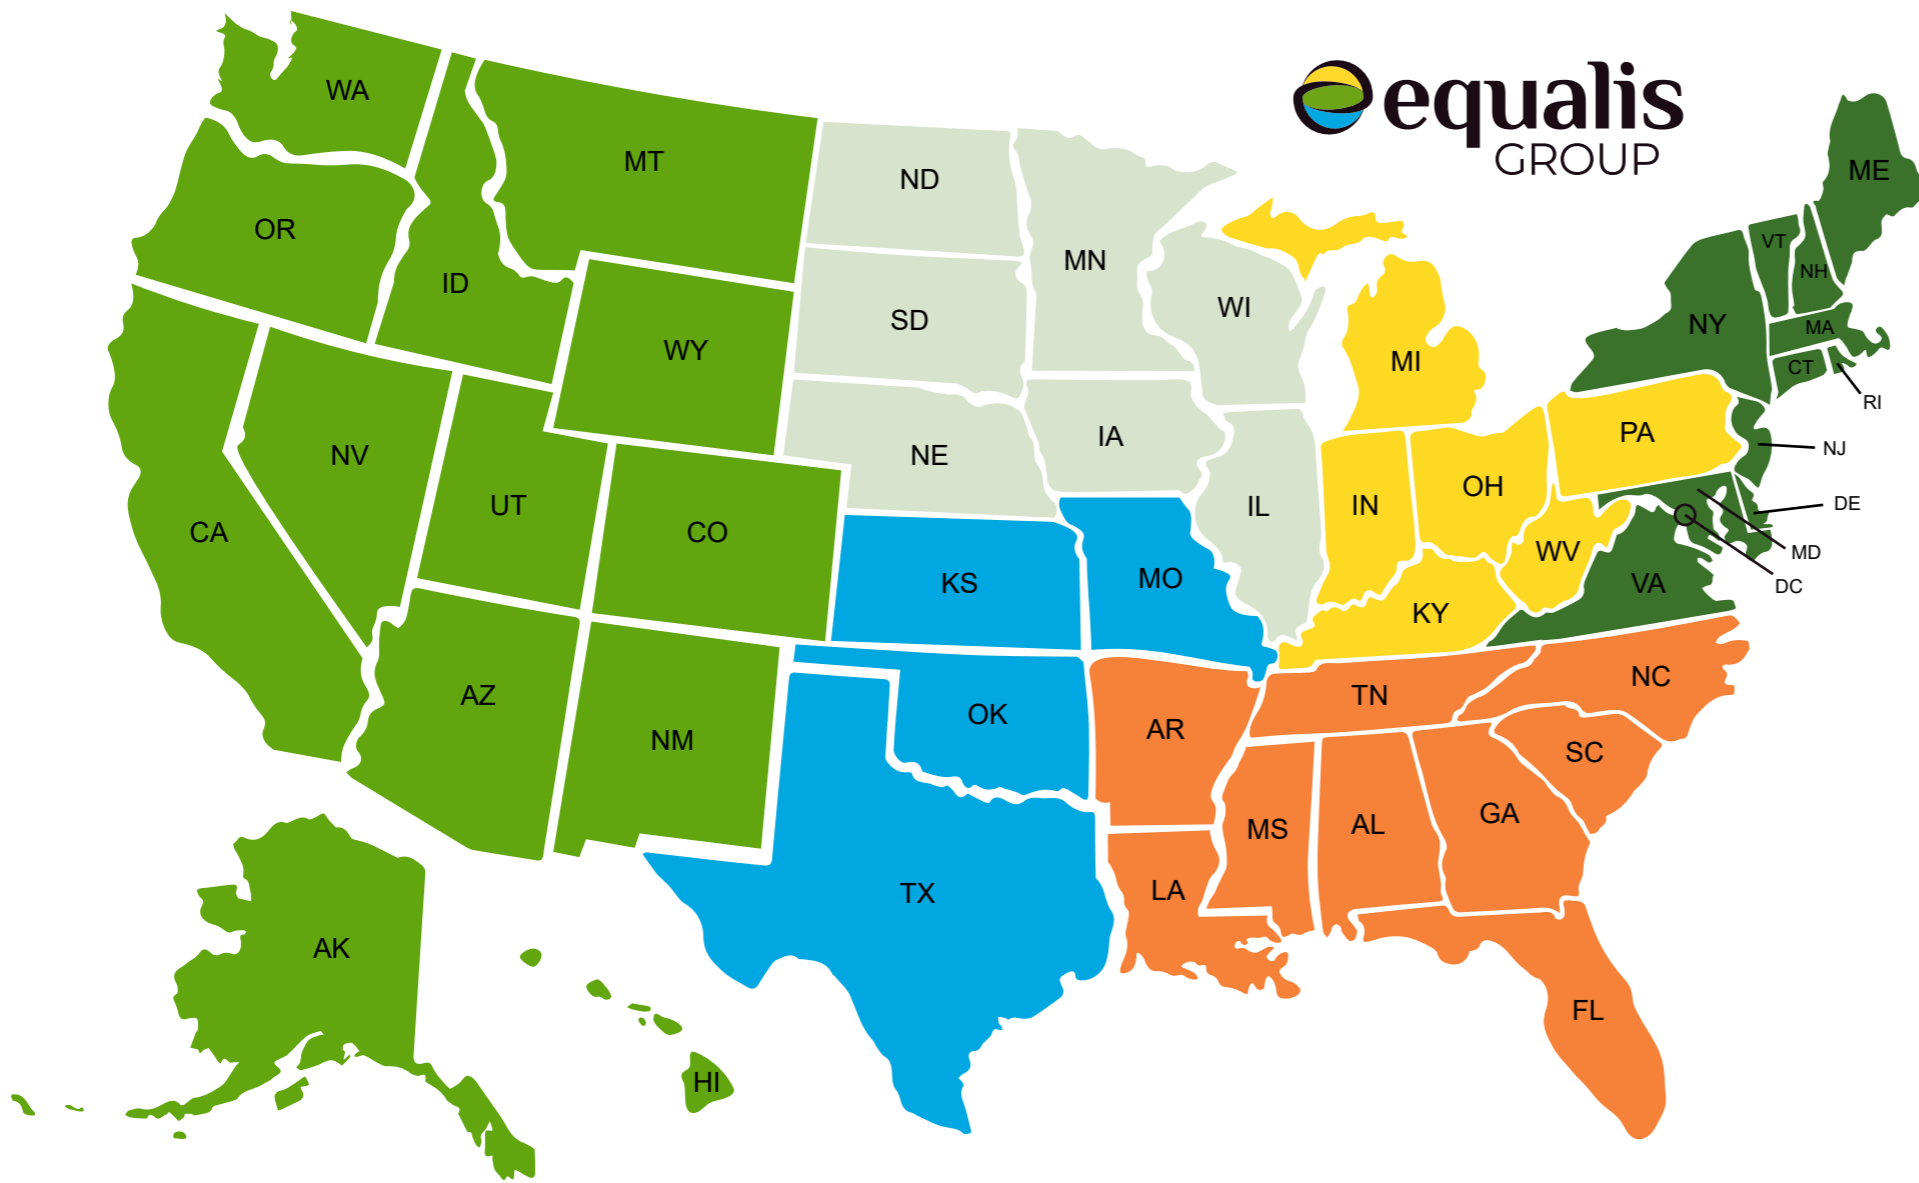 equalis
GROUP
WA
MT
ND
ME
OR
ID
MN
VT
NH
SD
WI
NY
MA
WY
MI
CT
RI
NE
IA
PA
NV
NJ
UT
IL
IN
OH
DE
CA
CO
KS
MO
WV
MD
VA
DC
KY
AZ
NM
OK
AR
TN
NC
SC
MS
AL
GA
TX
LA
AK
FL
HI